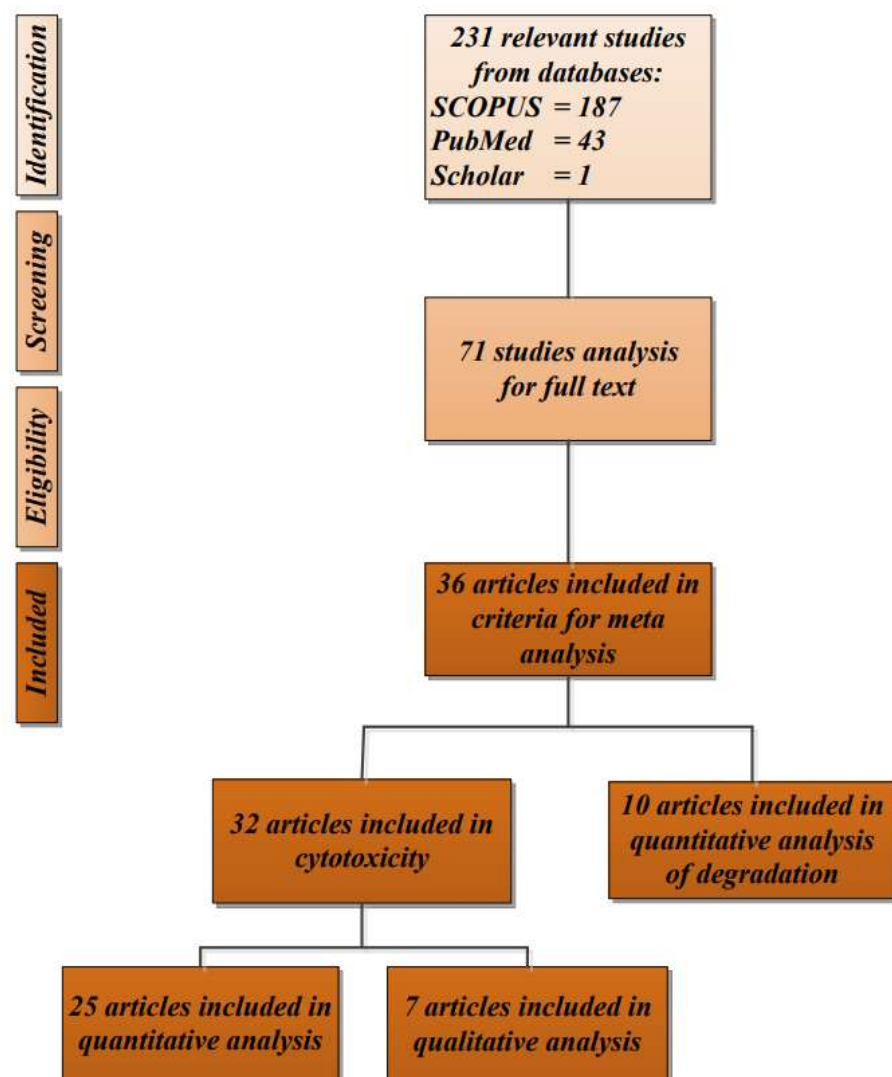 Identification
231 relevant studies
from databases:
SCOPUS = 187
PubMed = 43
Scholar = 1
Screening
71 studies analysis
for full text
Eligibility
Included
36 articles included in
criteria for meta
analysis
32 articles included in
cytotoxicity
10 articles included in
quantitative analysis
of degradation
25 articles included in
quantitative analysis
7 articles included in
qualitative analysis